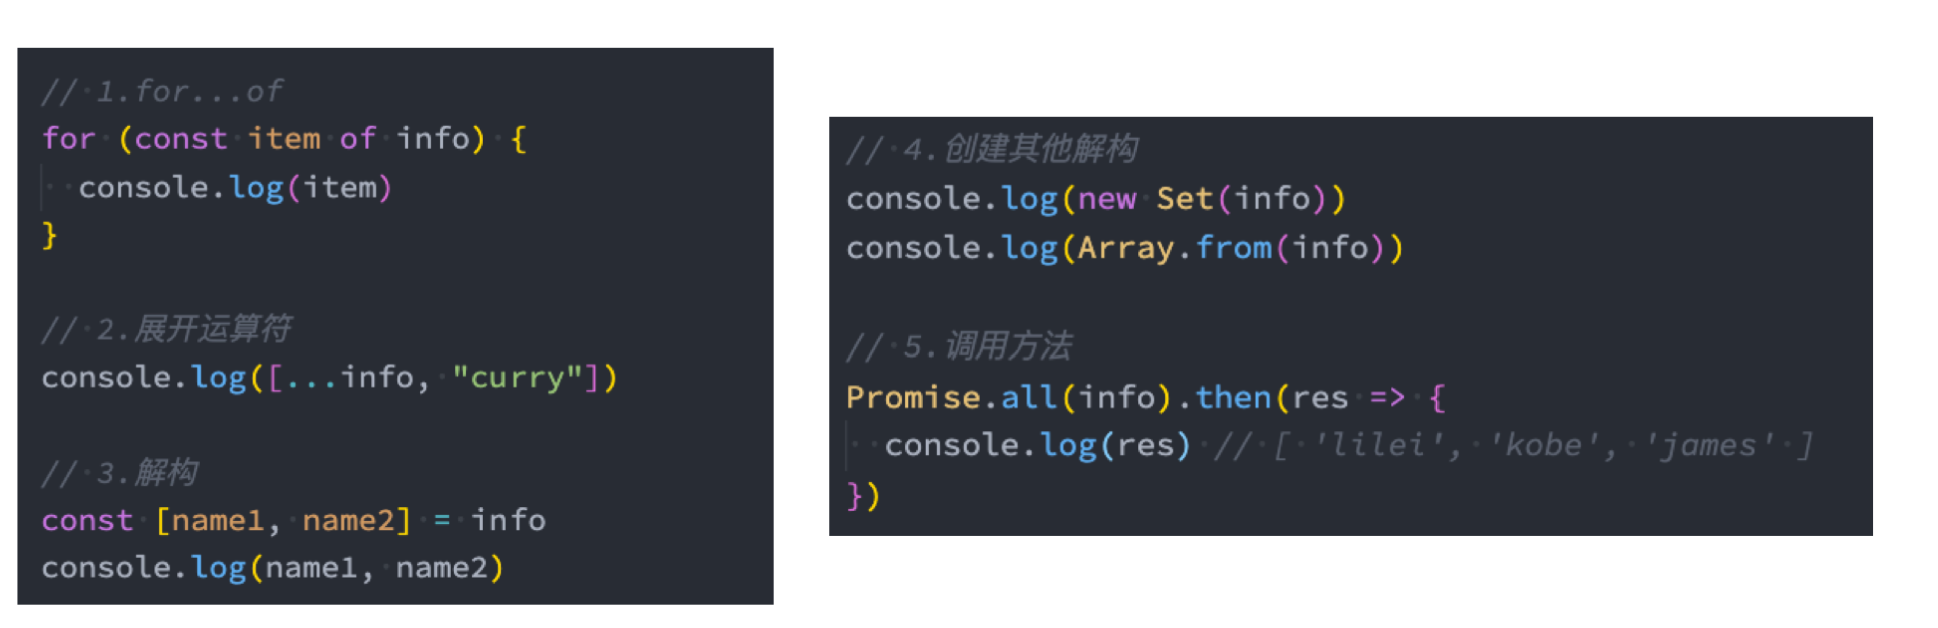 // 1.for...of
for (const item of info) {
  console.log(item)
}
// 2.展开运算符
console.log([...info, "curry"])
// 3.解构
const [name1, name2] = info
console.log(name1, name2)
// 4.创建其他解构
console.log(new Set(info))
console.log(Array.from(info))
// 5.调用方法
Promise.all(info).then(res => {
  console.log(res) // [ 'lilei', 'kobe', 'james' ]
})